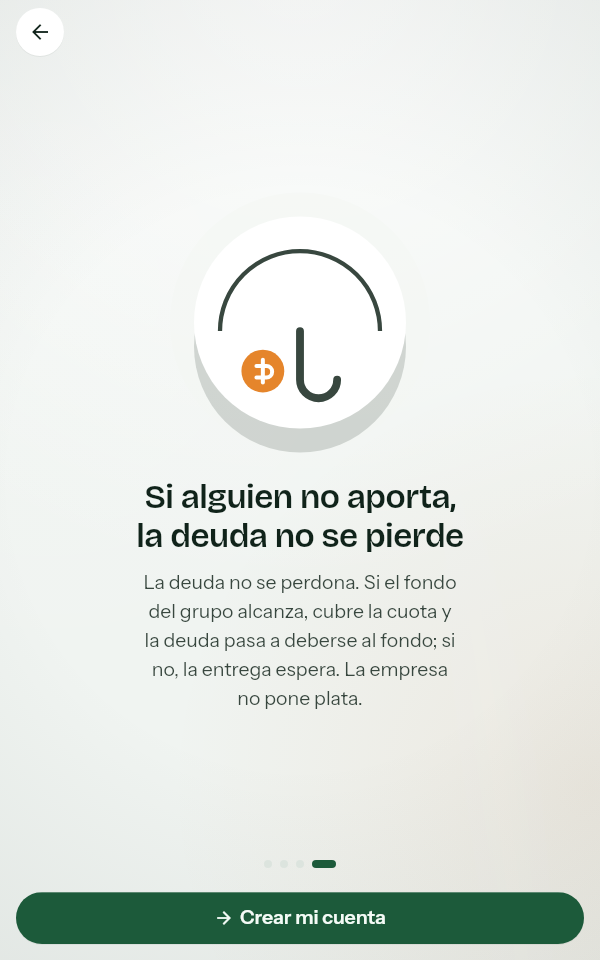 Si alguien no aporta,
la deuda no se pierde
La deuda no se perdona. Si el fondo
del grupo alcanza, cubre la cuota y
la deuda pasa a deberse al fondo; si
no, la entrega espera. La empresa
no pone plata.
Crear mi cuenta